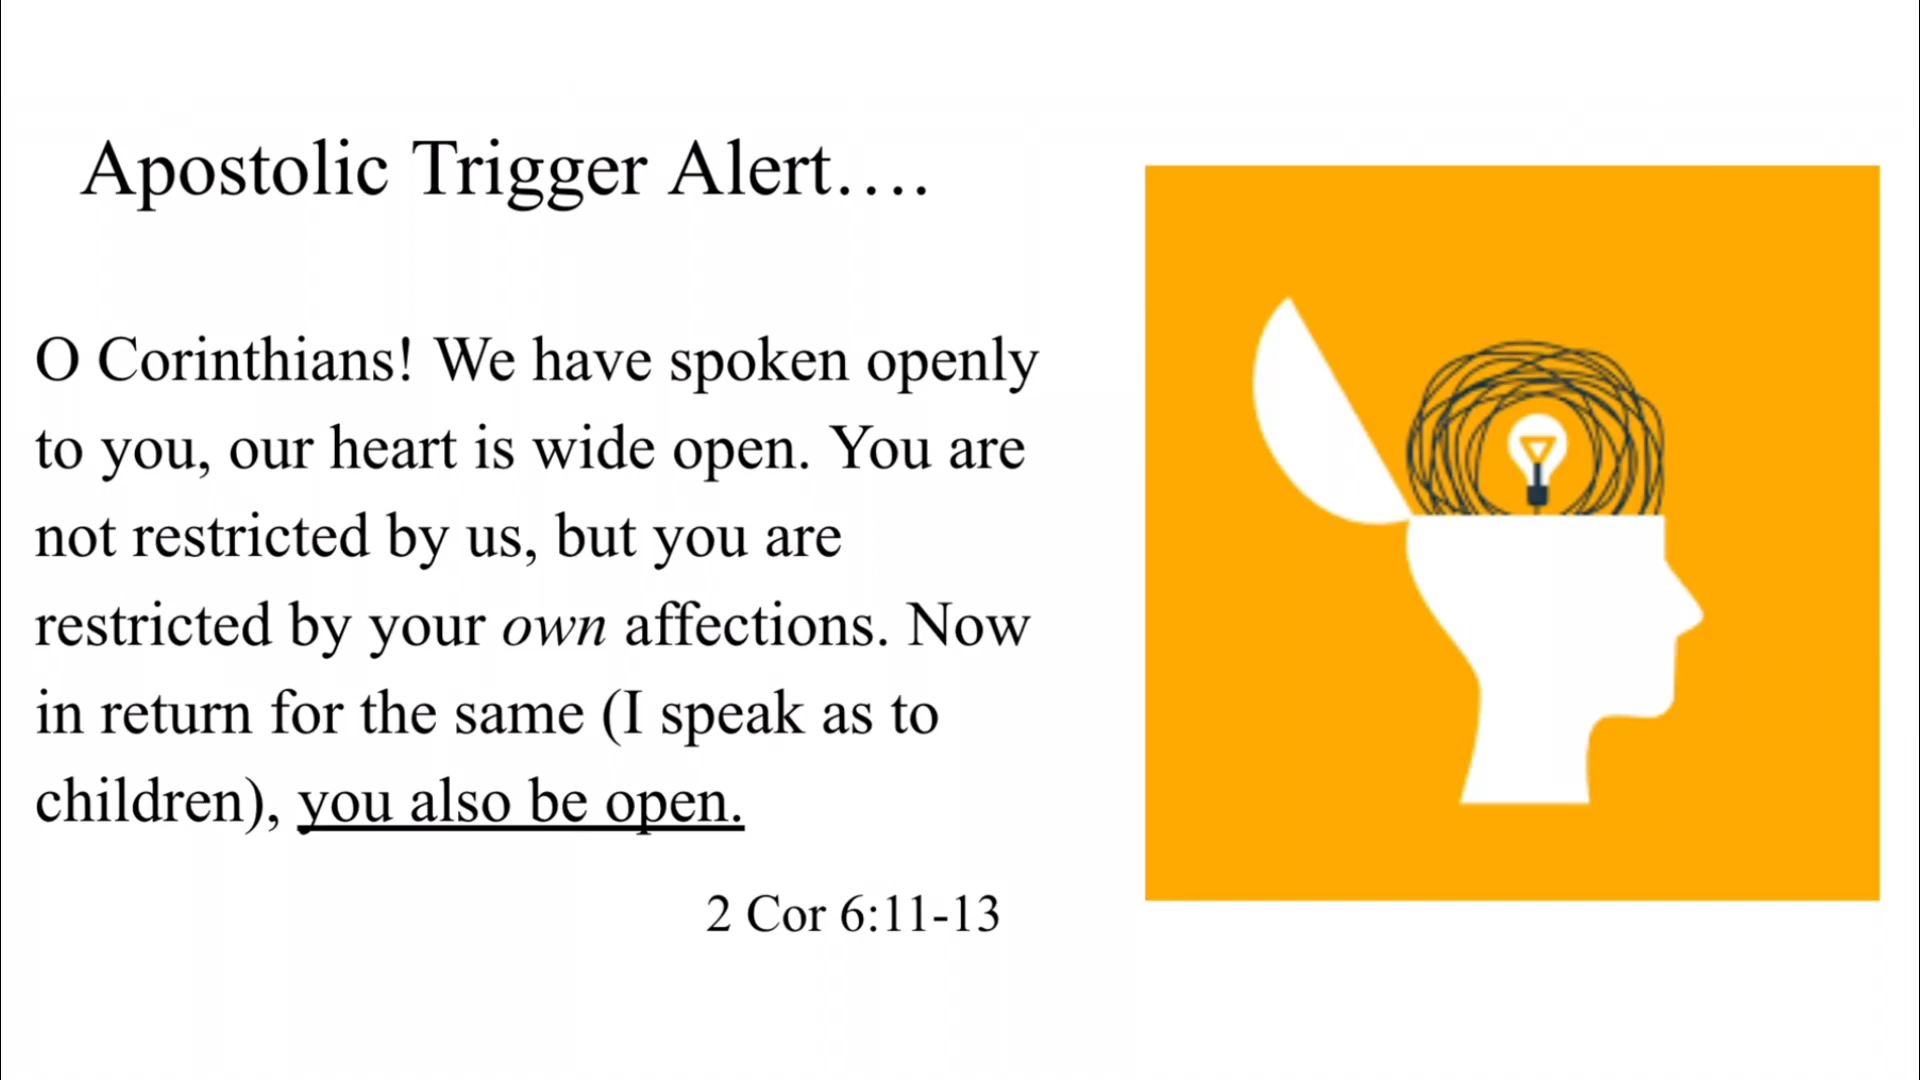 Apostolic Trigger Alert....
O Corinthians! We have spoken openly
to you, our heart is wide open. You are
not restricted by us, but you are
restricted by your own affections. Now
in return for the same (I speak as to
children), you also be open.
2 Cor 6:11-13